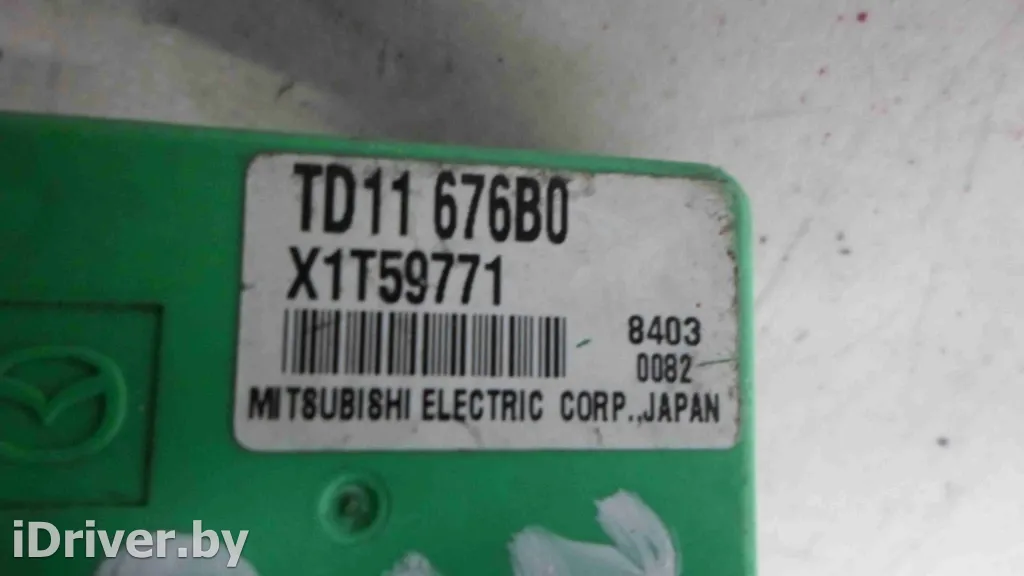 TD11 676B0
X1T59771
8403
0082
MITSUBISHI ELECTRIC CORP.,JAPAN
iDriver.by